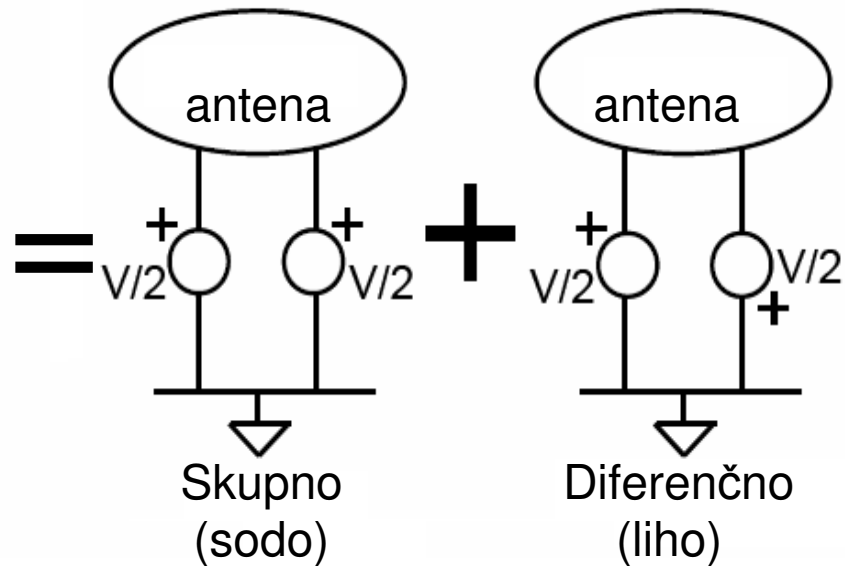 antena
antena
=
+
+
+
+
V/2
V/2
V/2
V/2
+
Skupno
(sodo)
Diferenčno
(liho)